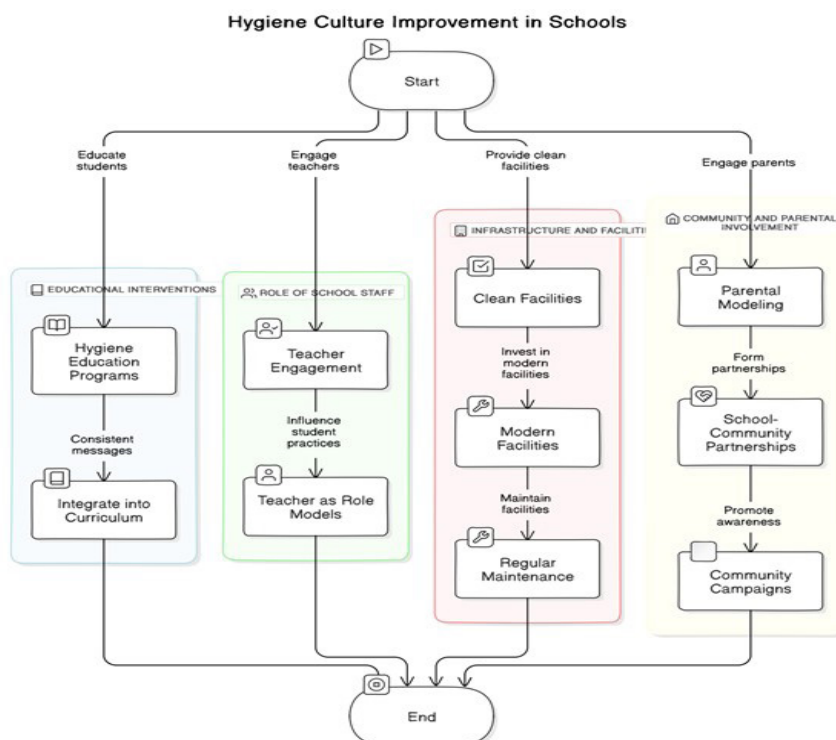 Hygiene Culture Improvement in Schools
Start
Educate
students
Engage
teachers
Provide clean
facilities
Engage parents
EDUCATIONAL INTERVENTIONS
Hygiene
Education
Programs
Consistent
messages
Integrate into
Curriculum
ROLE OF SCHOOL STAFF
Teacher
Engagement
Influence
student
practices
Teacher as Role
Models
INFRASTRUCTURE AND FACILITI
Clean Facilities
Invest in
modern
facilities
Modern
Facilities
Maintain
facilities
Regular
Maintenance
COMMUNITY AND PARENTAL
INVOLVEMENT
Parental
Modeling
Form
partnerships
School-
Community
Partnerships
Promote
awareness
Community
Campaigns
End